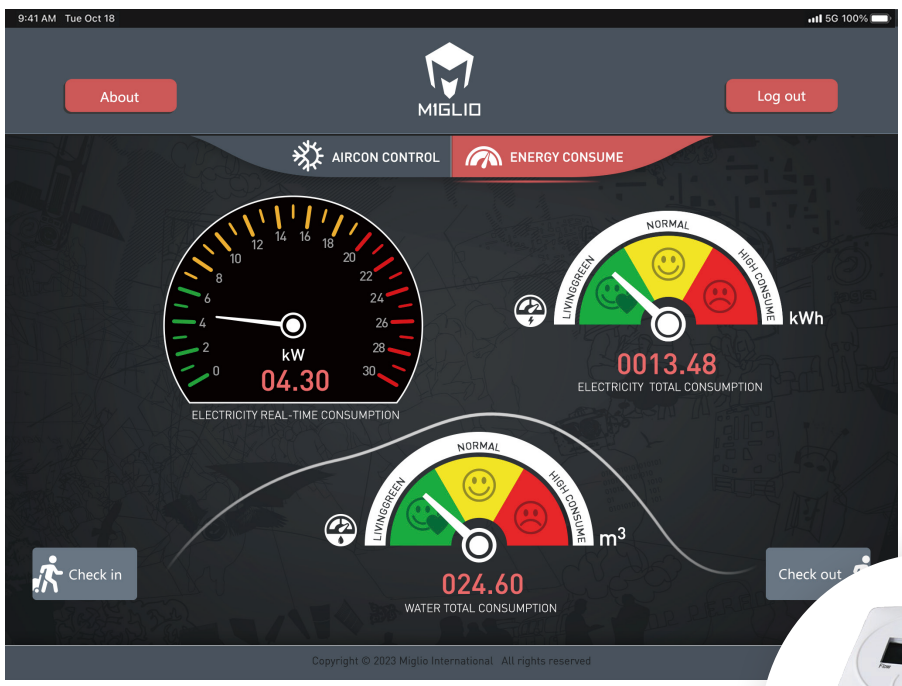 9:41 AM Tue Oct 18
5G 100%
About
M1GLIO
Log out
AIRCON CONTROL
ENERGY CONSUME
0
2
4
6
8
10
12
14
16
18
20
22
24
26
28
30
kW
04.30
ELECTRICITY REAL-TIME CONSUMPTION
LIVINGGREEN
NORMAL
HIGH CONSUME
kWh
0013.48
ELECTRICITY TOTAL CONSUMPTION
LIVINGGREEN
NORMAL
HIGH CONSUME
m³
024.60
WATER TOTAL CONSUMPTION
Check in
Check out
Copyright © 2023 Miglio International All rights reserved
Flow